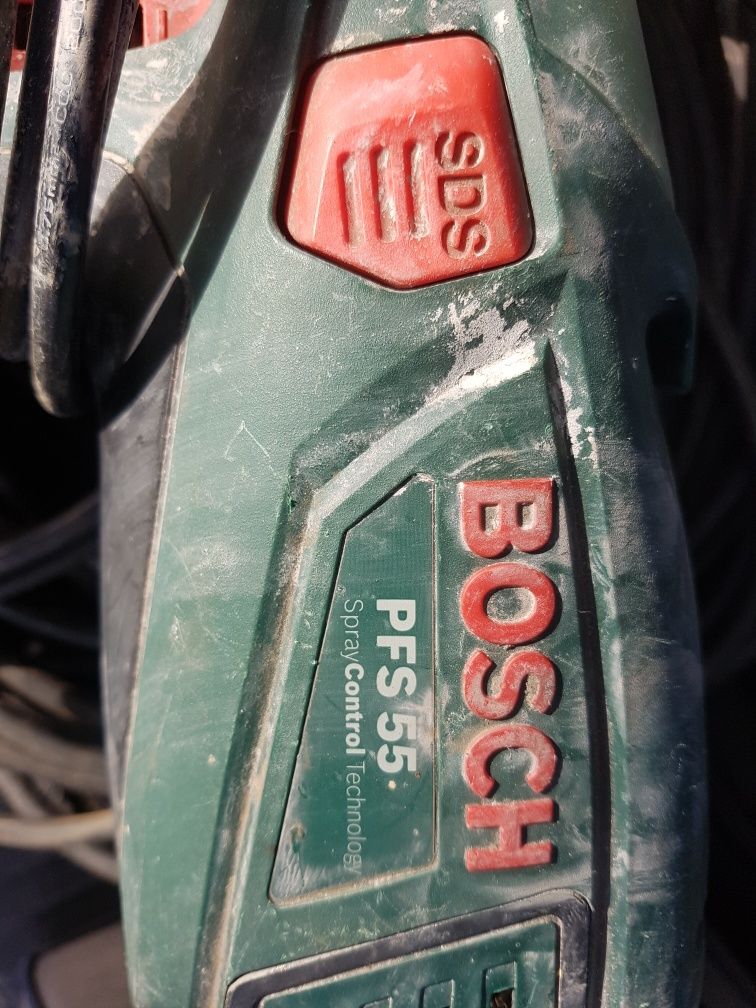 SDS
BOSCH
PFS 55
SprayControl Technology